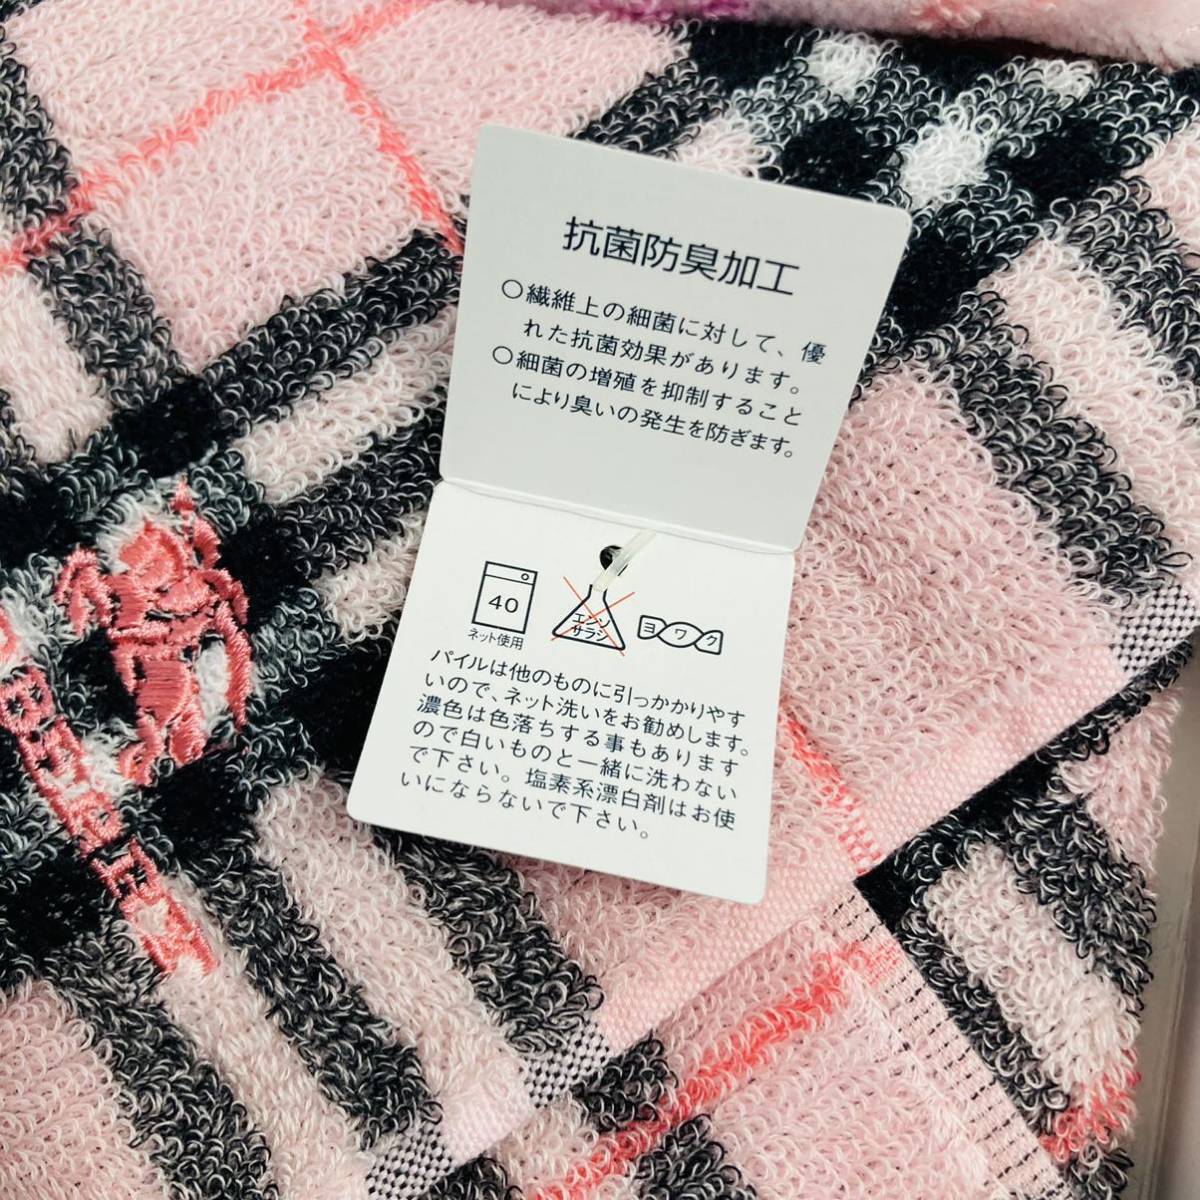 抗菌防臭加工
○繊維上の細菌に対して、優
れた抗菌効果があります。
○細菌の増殖を抑制すること
により臭いの発生を防ぎます。
40
ネット使用
エンソ
サラシ
ヨワク
パイルは他のものに引っかかりやす
いので、ネット洗いをお勧めします。
濃色は色落ちする事もあります
ので白いものと一緒に洗わない
で下さい。塩素系漂白剤はお使
いにならないで下さい。